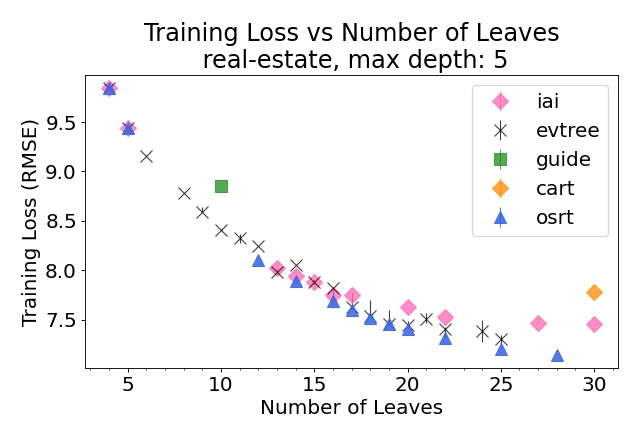 Training Loss vs Number of Leaves
real-estate, max depth: 5
Training Loss (RMSE)
9.5
9.0
8.5
8.0
7.5
iai
evtree
guide
cart
osrt
5 10 15 20 25 30
Number of Leaves